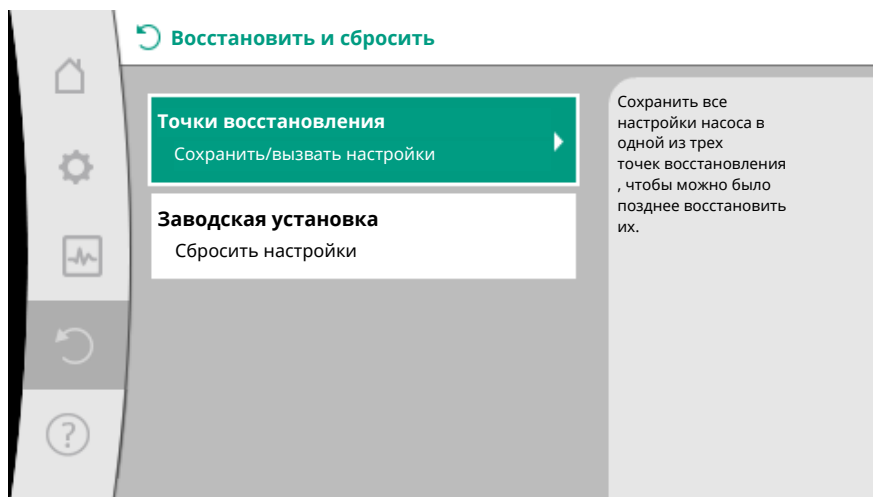 Восстановить и сбросить
Точки восстановления
Сохранить/вызвать настройки
Заводская установка
Сбросить настройки
Сохранить все
настройки насоса в
одной из трех
точек восстановления
, чтобы можно было
позднее восстановить
их.